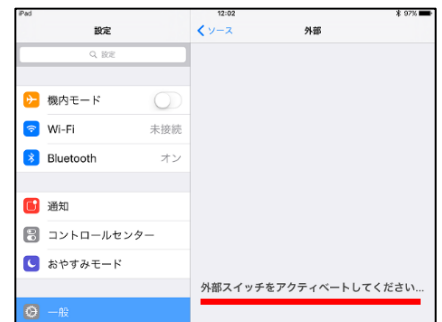 iPad 12:02 97%
設定 ソース 外部
設定
機内モード
Wi-Fi 未接続
Bluetooth オン
通知
コントロールセンター
おやすみモード
外部スイッチをアクティベートしてください...
一般